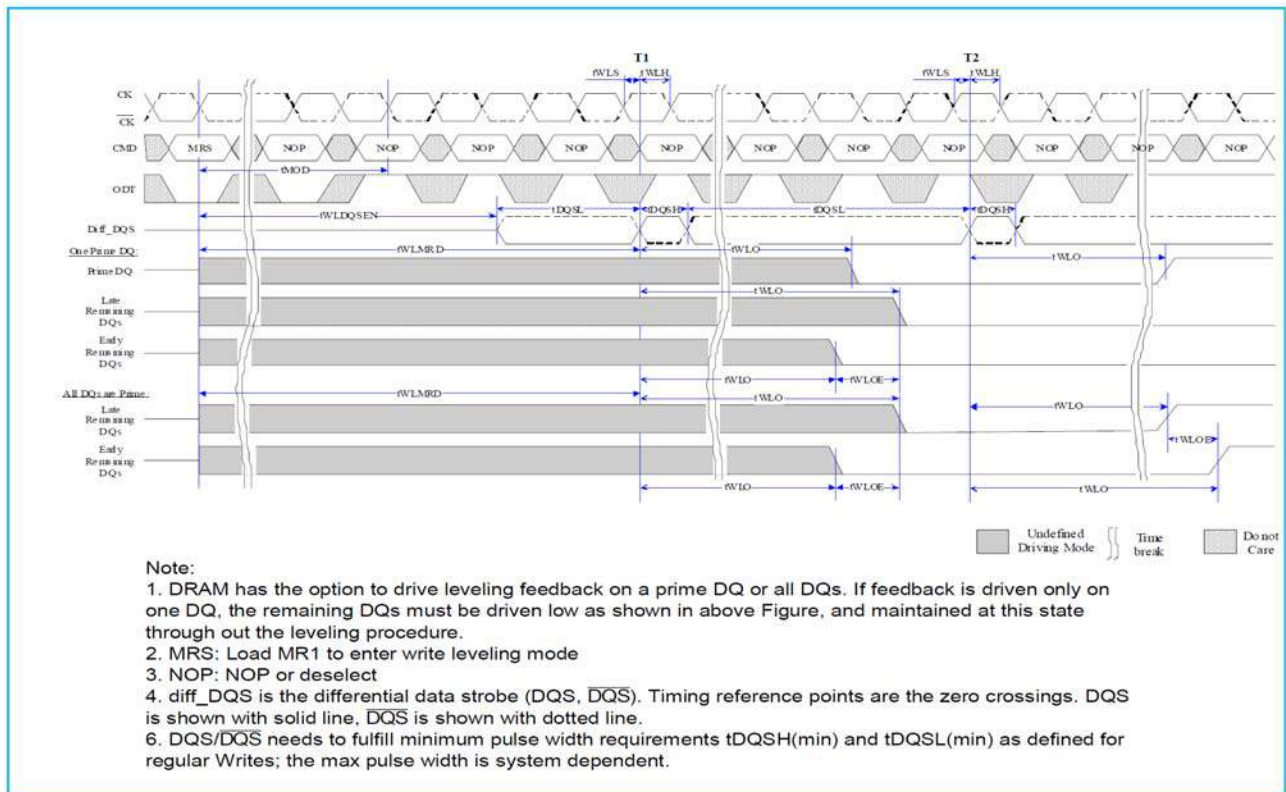 T1 T2
tWLS tWLH tWLS tWLH
CK
CK
CMD MRS NOP NOP NOP NOP NOP NOP NOP NOP NOP NOP NOP
tMOD
ODT
tWLDQSEN tDQSL tDQSH tDQSL tDQSH
Diff_DQS
One Prime DQ:
tWLMRD tWLO tWLO
Prime DQ
tWLO
Late
Remaining
DQs
Early
Remaining
DQs
tWLO tWLOE
All DQs are Prime:
tWLMRD tWLO tWLO
Late
Remaining
DQs
tWLOE
Early
Remaining
DQs
tWLO tWLOE tWLO
Undefined
Driving Mode
Time
break
Do not
Care
Note:
1. DRAM has the option to drive leveling feedback on a prime DQ or all DQs. If feedback is driven only on
one DQ, the remaining DQs must be driven low as shown in above Figure, and maintained at this state
through out the leveling procedure.
2. MRS: Load MR1 to enter write leveling mode
3. NOP: NOP or deselect
4. diff_DQS is the differential data strobe (DQS, DQS). Timing reference points are the zero crossings. DQS
is shown with solid line, DQS is shown with dotted line.
6. DQS/DQS needs to fulfill minimum pulse width requirements tDQSH(min) and tDQSL(min) as defined for
regular Writes; the max pulse width is system dependent.